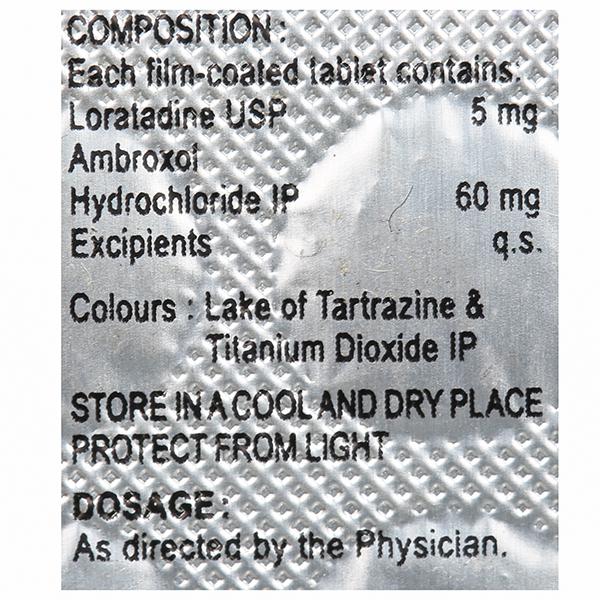 COMPOSITION :
Each film-coated tablet contains:
Loratadine USP 5 mg
Ambroxol
Hydrochloride IP 60 mg
Excipients q.s.
Colours : Lake of Tartrazine &
Titanium Dioxide IP
STORE IN A COOL AND DRY PLACE
PROTECT FROM LIGHT
DOSAGE :
As directed by the Physician.